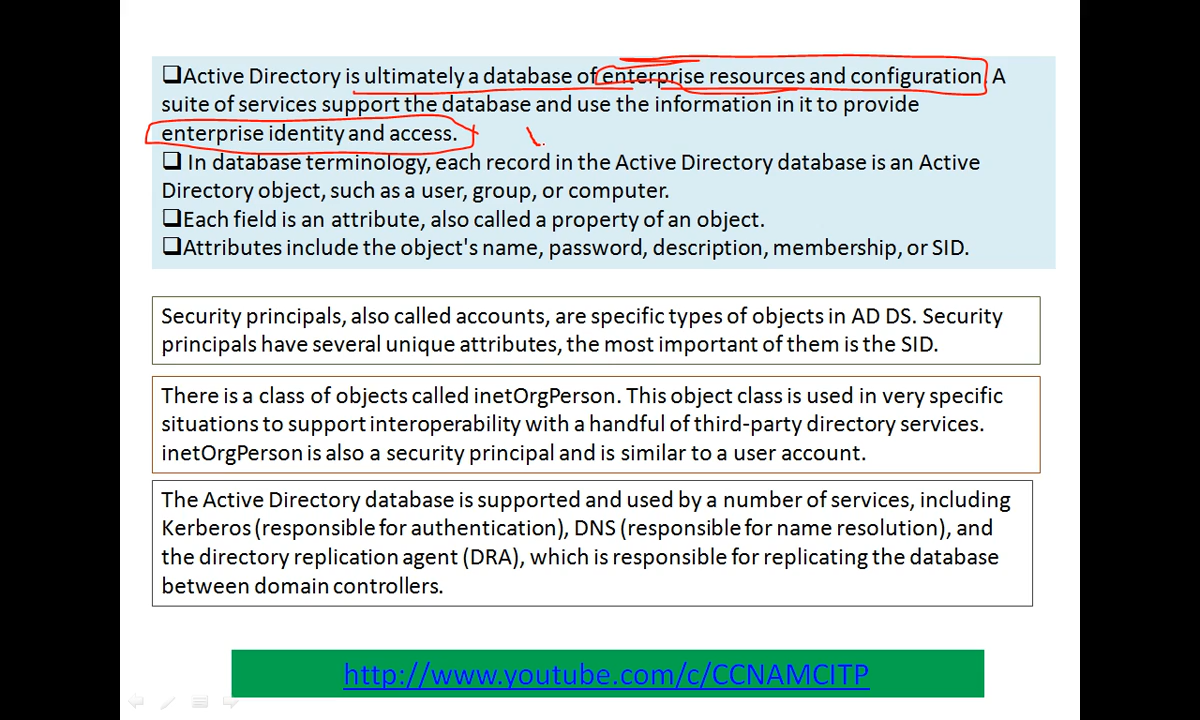 ❑Active Directory is ultimately a database of enterprise resources and configuration. A
suite of services support the database and use the information in it to provide
enterprise identity and access.
❑ In database terminology, each record in the Active Directory database is an Active
Directory object, such as a user, group, or computer.
❑Each field is an attribute, also called a property of an object.
❑Attributes include the object's name, password, description, membership, or SID.
Security principals, also called accounts, are specific types of objects in AD DS. Security
principals have several unique attributes, the most important of them is the SID.
There is a class of objects called inetOrgPerson. This object class is used in very specific
situations to support interoperability with a handful of third-party directory services.
inetOrgPerson is also a security principal and is similar to a user account.
The Active Directory database is supported and used by a number of services, including
Kerberos (responsible for authentication), DNS (responsible for name resolution), and
the directory replication agent (DRA), which is responsible for replicating the database
between domain controllers.
http://www.youtube.com/c/CCNAMCITP